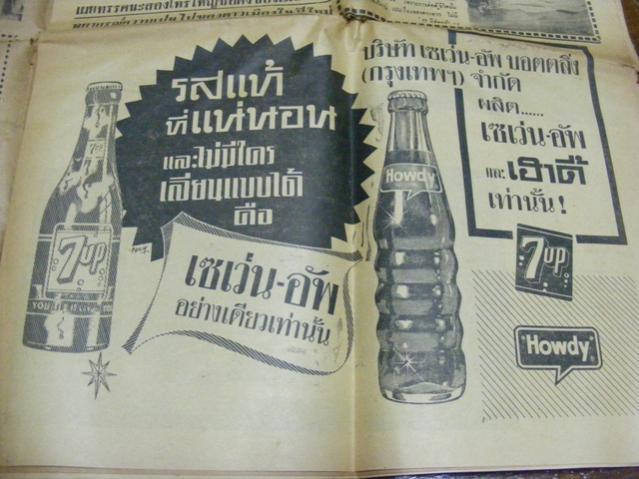 รสแท้
ที่แน่นอน
และไม่มีใคร
เลียนแบบได้
คือ
เซเว่น-อัพ
อย่างเดียวเท่านั้น
7up
YOU
Howdy
บริษัท เซเว่น-อัพ บอตตลิ่ง
(กรุงเทพฯ) จำกัด
ผลิต......
เซเว่น-อัพ
และ เฮาดี้
เท่านั้น!
7up
"Howdy"